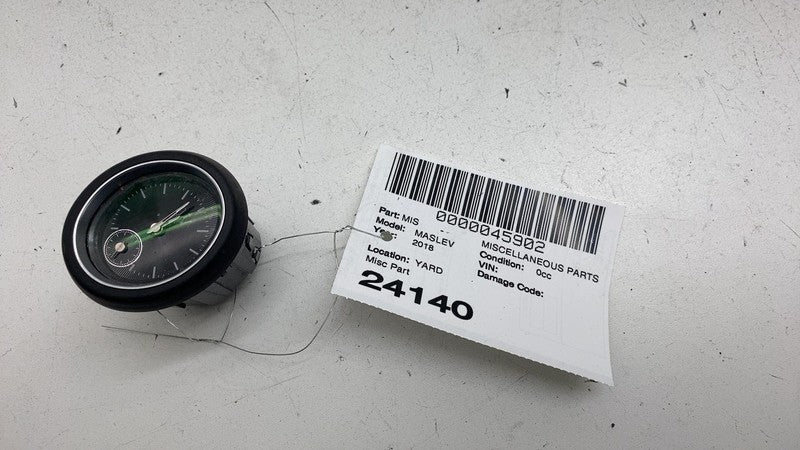 0000045902
Part: MIS MISCELLANEOUS PARTS
Model: MASLEV Condition: 0cc
Year: 2018 VIN:
Location: YARD Damage Code:
Misc Part
24140